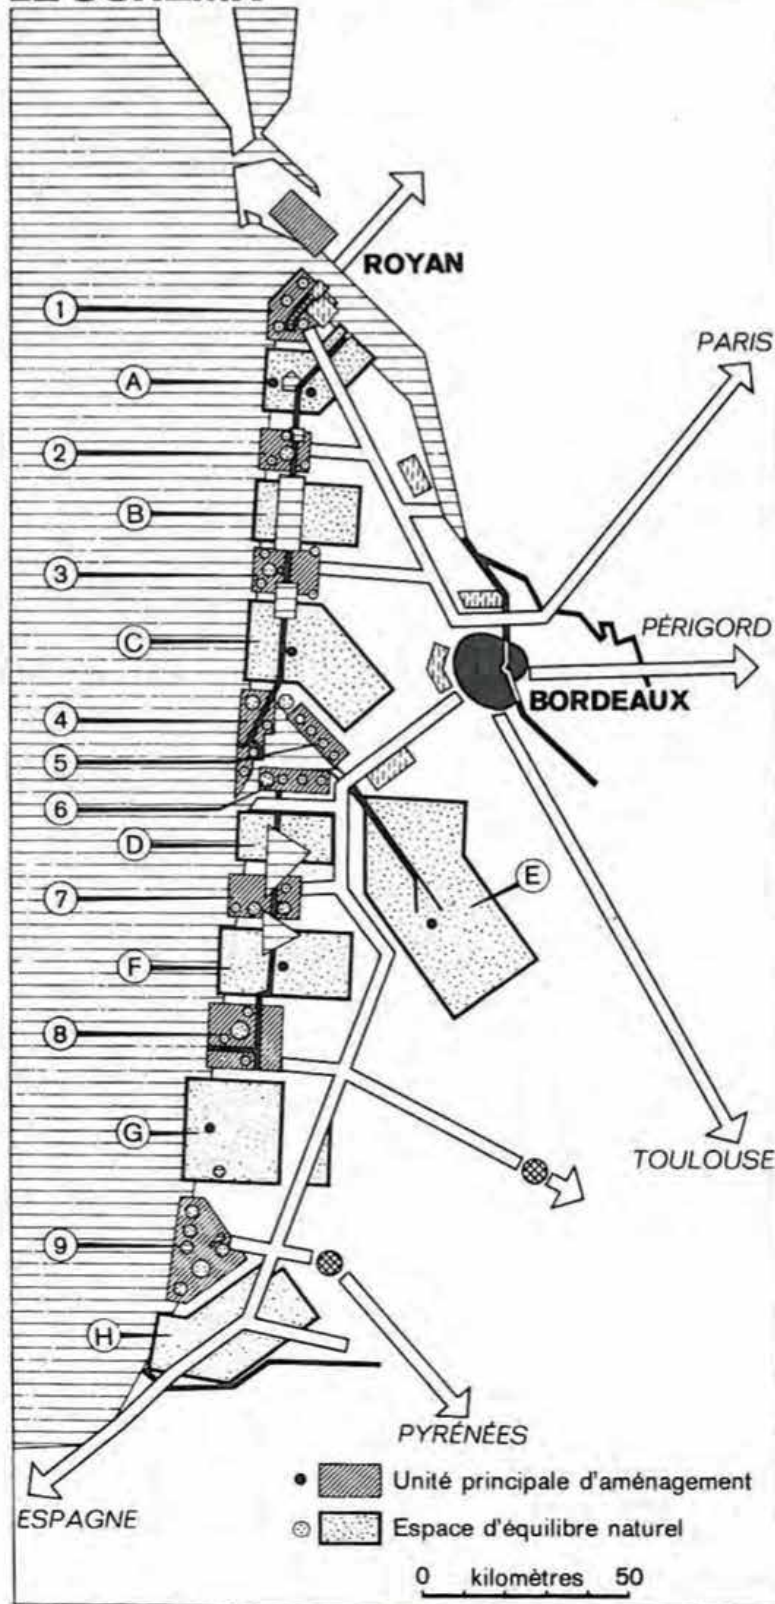 ROYAN
1
PARIS
A
2
B
3
PÉRIGORD
C
BORDEAUX
4
5
6
D
E
7
F
8
G
TOULOUSE
9
H
PYRÉNÉES
Unité principale d'aménagement
ESPAGNE
Espace d'équilibre naturel
0 kilomètres 50